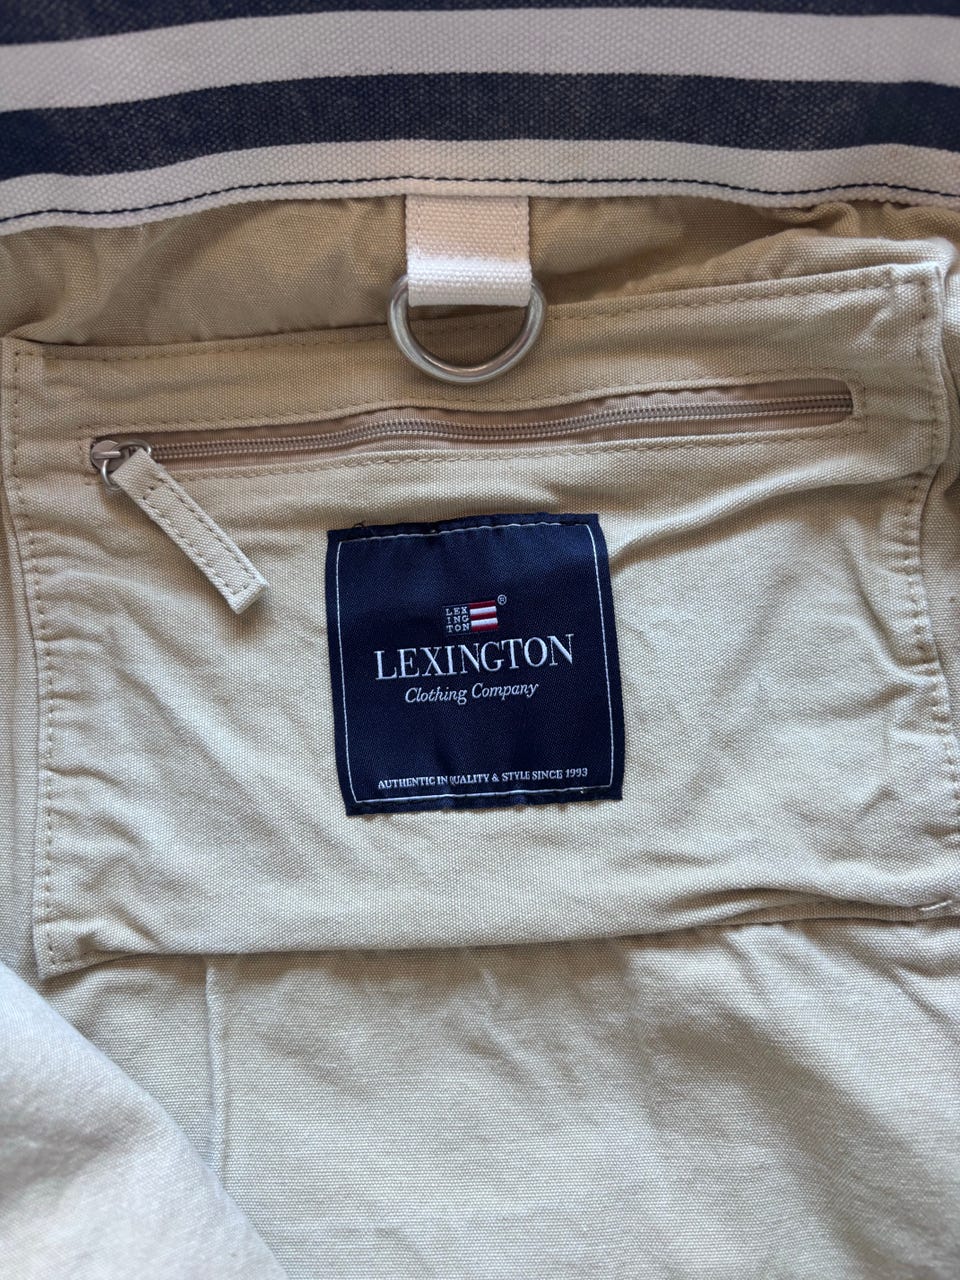 LEX
ING
TON
®
LEXINGTON
Clothing Company
AUTHENTIC IN QUALITY & STYLE SINCE 1993